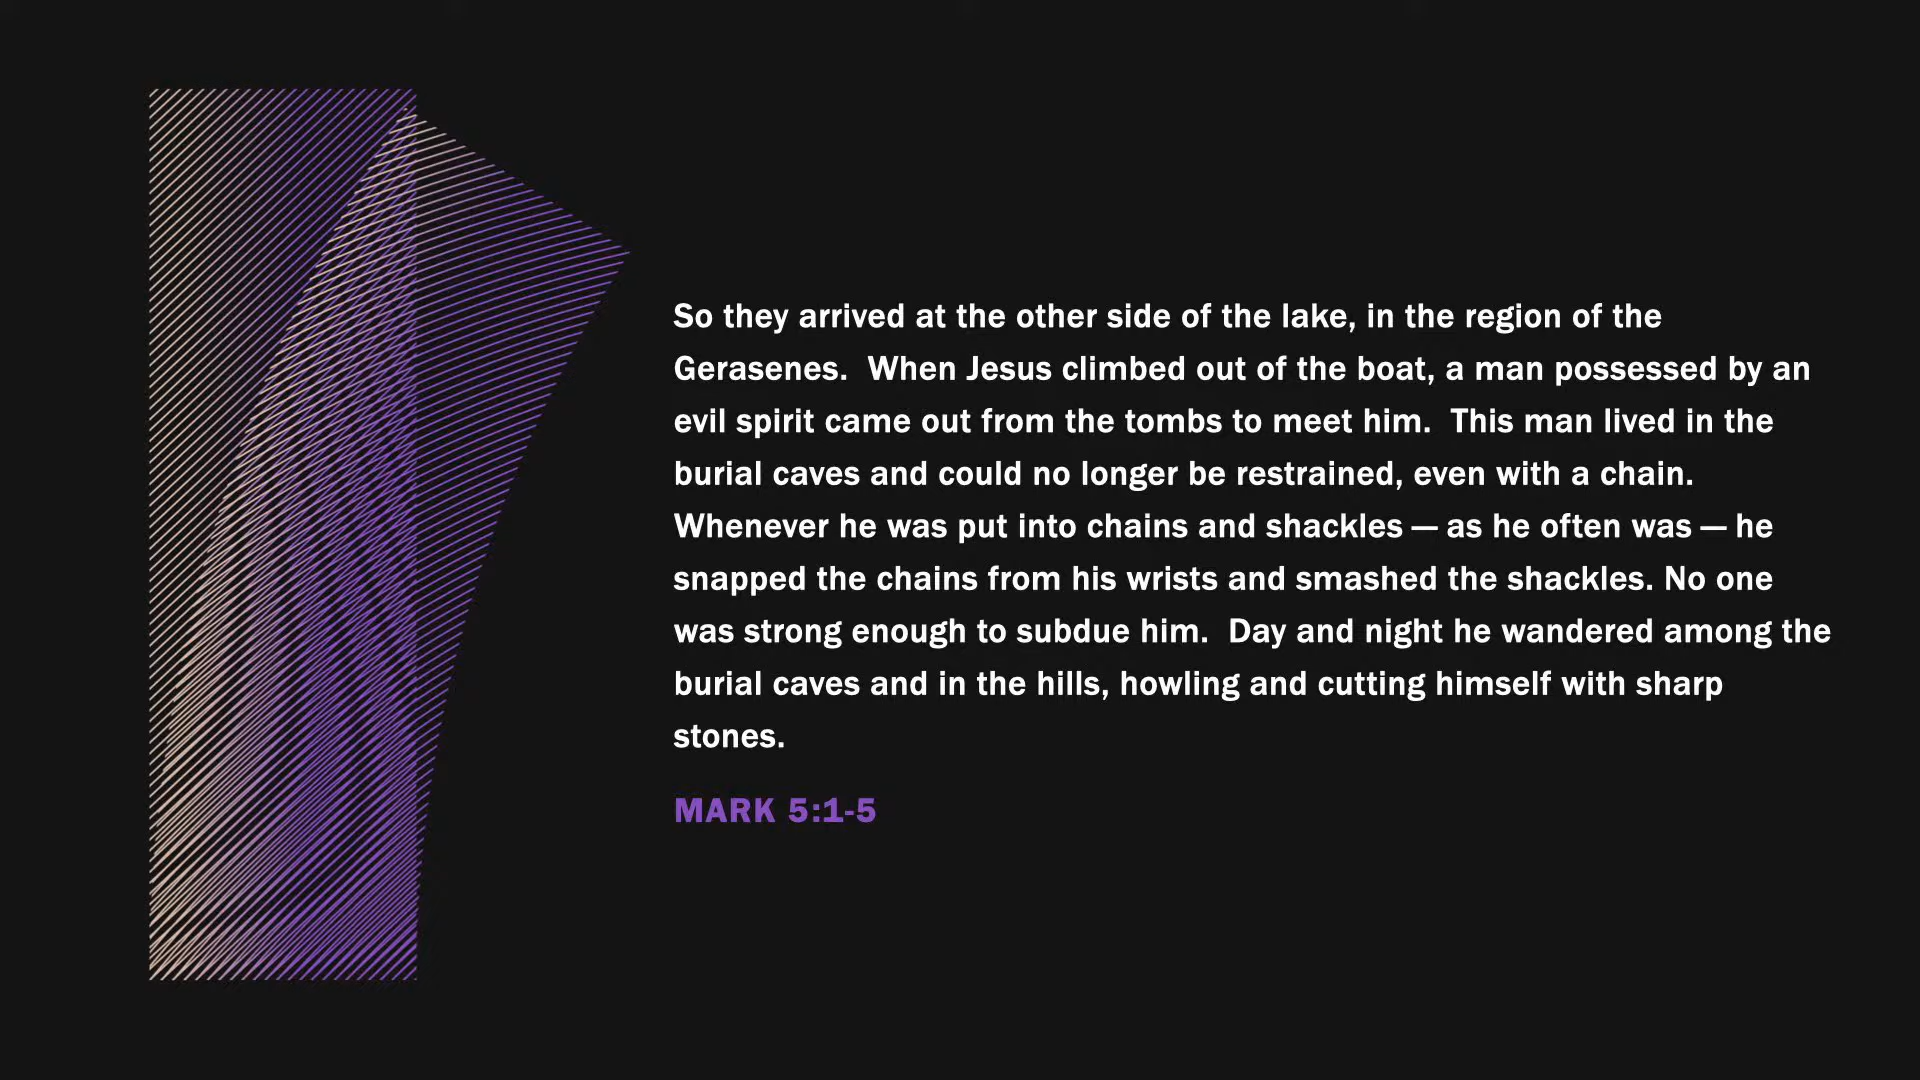 So they arrived at the other side of the lake, in the region of the
Gerasenes.  When Jesus climbed out of the boat, a man possessed by an
evil spirit came out from the tombs to meet him.  This man lived in the
burial caves and could no longer be restrained, even with a chain.
Whenever he was put into chains and shackles — as he often was — he
snapped the chains from his wrists and smashed the shackles. No one
was strong enough to subdue him.  Day and night he wandered among the
burial caves and in the hills, howling and cutting himself with sharp
stones.
MARK 5:1-5